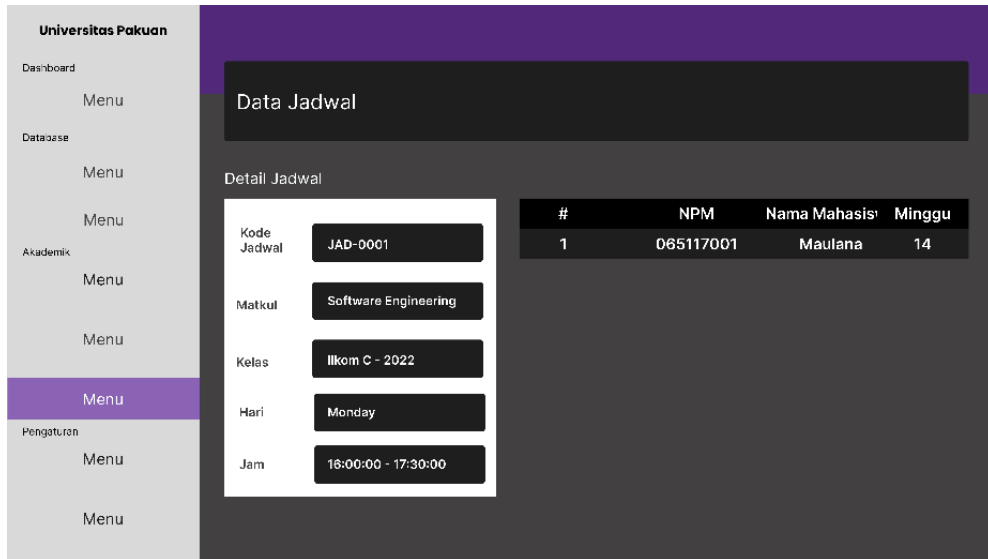 Universitas Pakuan
Dashboard
Menu
Database
Menu
Menu
Akademik
Menu
Menu
Menu
Pengaturan
Menu
Menu
Data Jadwal
Detail Jadwal
Kode
Jadwal
JAD-0001
Matkul
Software Engineering
Kelas
Ilkom C - 2022
Hari
Monday
Jam
16:00:00 - 17:30:00
# NPM Nama Mahasis Minggu
1 065117001 Maulana 14